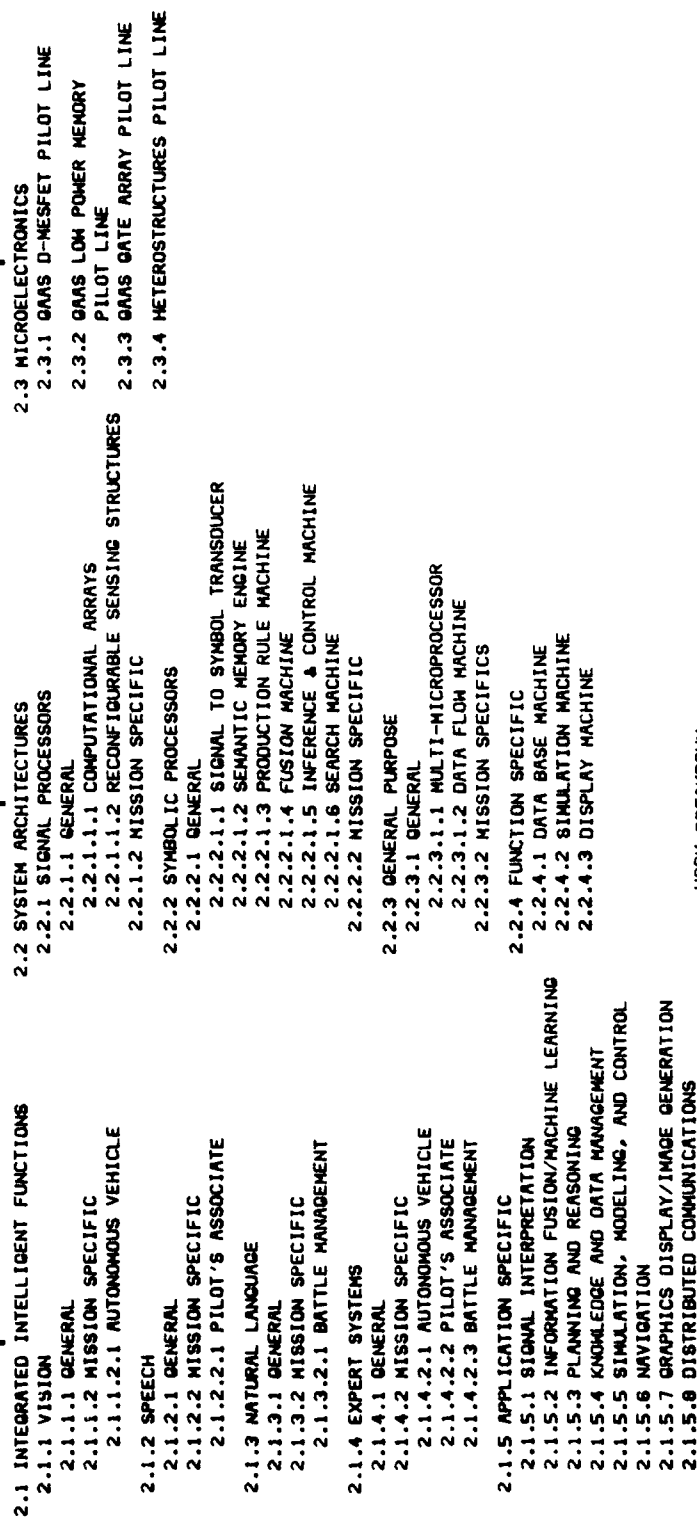 2.1 INTEGRATED INTELLIGENT FUNCTIONS
2.1.1 VISION
2.1.1.1 GENERAL
2.1.1.2 MISSION SPECIFIC
2.1.1.2.1 AUTONOMOUS VEHICLE
2.1.2 SPEECH
2.1.2.1 GENERAL
2.1.2.2 MISSION SPECIFIC
2.1.2.2.1 PILOT'S ASSOCIATE
2.1.3 NATURAL LANGUAGE
2.1.3.1 GENERAL
2.1.3.2 MISSION SPECIFIC
2.1.3.2.1 BATTLE MANAGEMENT
2.1.4 EXPERT SYSTEMS
2.1.4.1 GENERAL
2.1.4.2 MISSION SPECIFIC
2.1.4.2.1 AUTONOMOUS VEHICLE
2.1.4.2.2 PILOT'S ASSOCIATE
2.1.4.2.3 BATTLE MANAGEMENT
2.1.5 APPLICATION SPECIFIC
2.1.5.1 SIGNAL INTERPRETATION
2.1.5.2 INFORMATION FUSION/MACHINE LEARNING
2.1.5.3 PLANNING AND REASONING
2.1.5.4 KNOWLEDGE AND DATA MANAGEMENT
2.1.5.5 SIMULATION, MODELING, AND CONTROL
2.1.5.6 NAVIGATION
2.1.5.7 GRAPHICS DISPLAY/IMAGE GENERATION
2.1.5.8 DISTRIBUTED COMMUNICATIONS
2.2 SYSTEM ARCHITECTURES
2.2.1 SIGNAL PROCESSORS
2.2.1.1 GENERAL
2.2.1.1.1 COMPUTATIONAL ARRAYS
2.2.1.1.2 RECONFIGURABLE SENSING STRUCTURES
2.2.1.2 MISSION SPECIFIC
2.2.2 SYMBOLIC PROCESSORS
2.2.2.1 GENERAL
2.2.2.1.1 SIGNAL TO SYMBOL TRANSDUCER
2.2.2.1.2 SEMANTIC MEMORY ENGINE
2.2.2.1.3 PRODUCTION RULE MACHINE
2.2.2.1.4 FUSION MACHINE
2.2.2.1.5 INFERENCE & CONTROL MACHINE
2.2.2.1.6 SEARCH MACHINE
2.2.2.2 MISSION SPECIFIC
2.2.3 GENERAL PURPOSE
2.2.3.1 GENERAL
2.2.3.1.1 MULTI-MICROPROCESSOR
2.2.3.1.2 DATA FLOW MACHINE
2.2.3.2 MISSION SPECIFICS
2.2.4 FUNCTION SPECIFIC
2.2.4.1 DATA BASE MACHINE
2.2.4.2 SIMULATION MACHINE
2.2.4.3 DISPLAY MACHINE
2.3 MICROELECTRONICS
2.3.1 GAAS D-MESFET PILOT LINE
2.3.2 GAAS LOW POWER MEMORY
PILOT LINE
2.3.3 GAAS GATE ARRAY PILOT LINE
2.3.4 HETEROSTRUCTURES PILOT LINE